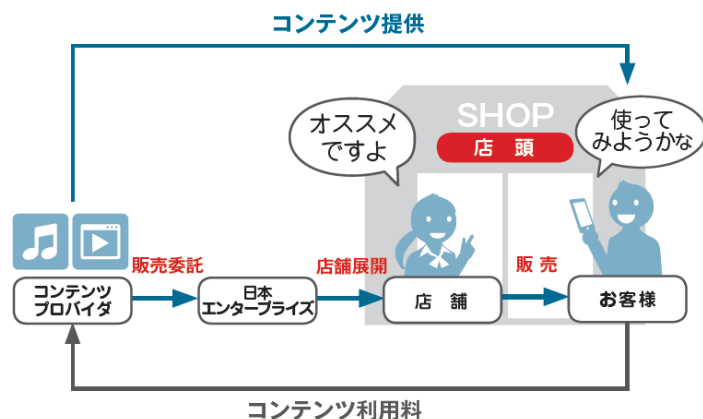 コンテンツ提供
SHOP
店頭
オススメ
ですよ
使って
みようかな
販売委託
店舗展開
販売
コンテンツ
プロバイダ
日本
エンタープライズ
店舗
お客様
コンテンツ利用料